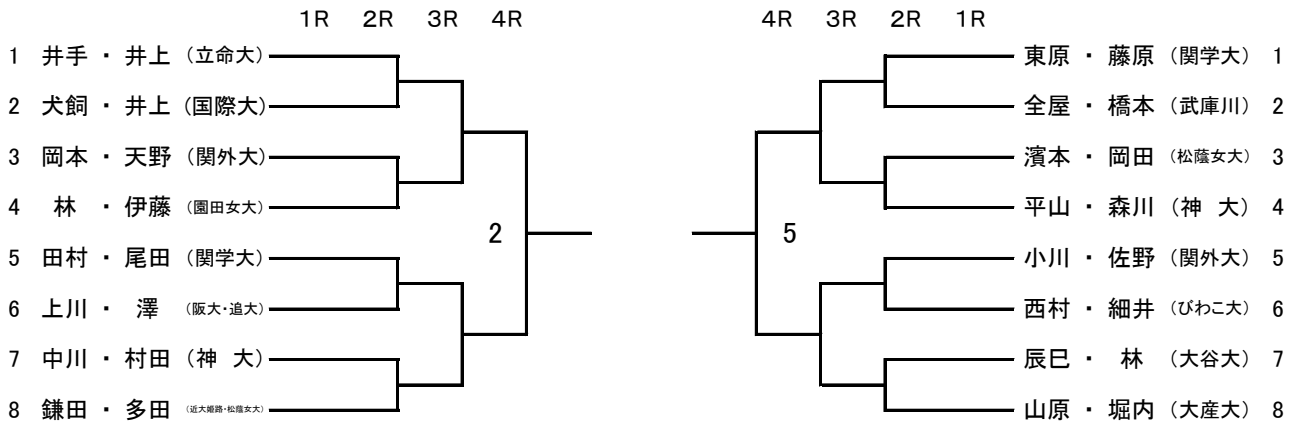 1R 2R 3R 4R
1 井手 ・ 井上 (立命大)
2 犬飼 ・ 井上 (国際大)
3 岡本 ・ 天野 (関外大)
4 林 ・ 伊藤 (園田女大)
2
5 田村 ・ 尾田 (関学大)
6 上川 ・ 澤 (阪大・追大)
7 中川 ・ 村田 (神 大)
8 鎌田 ・ 多田 (近大姫路・松蔭女大)
4R 3R 2R 1R
東原 ・ 藤原 (関学大) 1
全屋 ・ 橋本 (武庫川) 2
濱本 ・ 岡田 (松蔭女大) 3
平山 ・ 森川 (神 大) 4
5
小川 ・ 佐野 (関外大) 5
西村 ・ 細井 (びわこ大) 6
辰巳 ・ 林 (大谷大) 7
山原 ・ 堀内 (大産大) 8